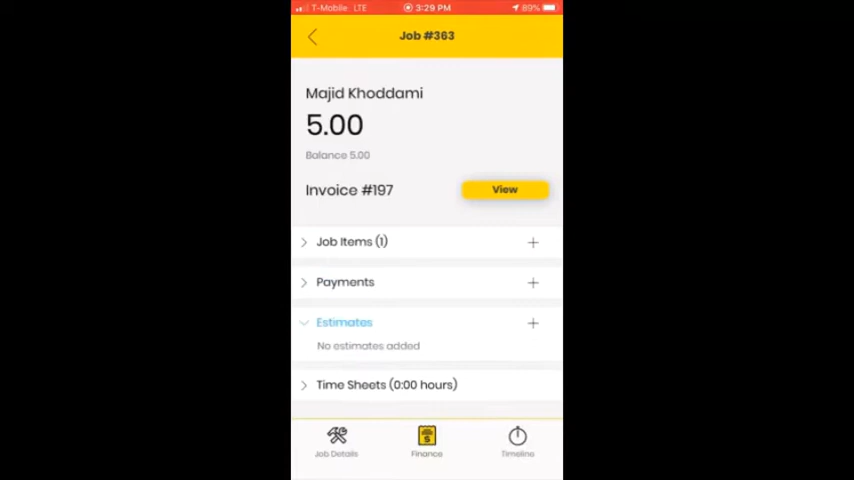 T-Mobile LTE 3:29 PM 89%
Job #363
Majid Khoddami
5.00
Balance 5.00
Invoice #197 View
Job Items (1) +
Payments +
Estimates +
No estimates added
Time Sheets (0:00 hours)
Job Details Finance Timeline